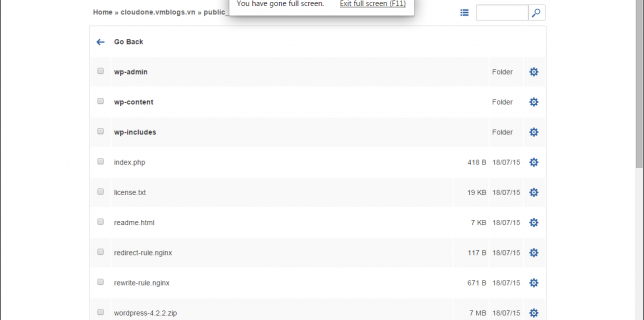 You have gone full screen. Exit full screen (F11)
Home » cloudone.vmblogs.vn » public_
Go Back
wp-admin Folder
wp-content Folder
wp-includes Folder
index.php 418 B 18/07/15
license.txt 19 KB 18/07/15
readme.html 7 KB 18/07/15
redirect-rule.nginx 117 B 18/07/15
rewrite-rule.nginx 671 B 18/07/15
wordpress-4.2.2.zip 7 MB 18/07/15